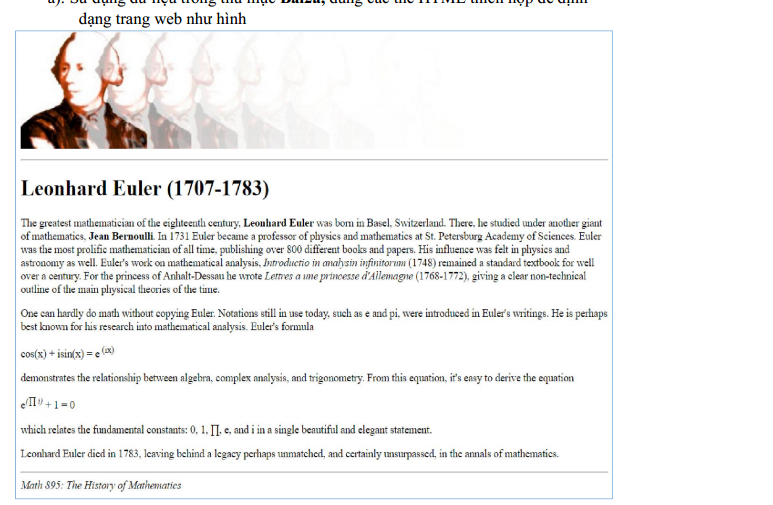 a). Sử dụng dữ liệu trong thư mục Bai2a, dùng các thẻ HTML thích hợp để định
dạng trang web như hình
Leonhard Euler (1707-1783)
The greatest mathematician of the eighteenth century, Leonhard Euler was born in Basel, Switzerland. There, he studied under another giant
of mathematics, Jean Bernoulli. In 1731 Euler became a professor of physics and mathematics at St. Petersburg Academy of Sciences. Euler
was the most prolific mathematician of all time, publishing over 800 different books and papers. His influence was felt in physics and
astronomy as well. Euler's work on mathematical analysis, Introductio in analysin infinitorum (1748) remained a standard textbook for well
over a century. For the princess of Anhalt-Dessau he wrote Lettres a une princesse d'Allemagne (1768-1772), giving a clear non-technical
outline of the main physical theories of the time.
One can hardly do math without copying Euler. Notations still in use today, such as e and pi, were introduced in Euler's writings. He is perhaps
best known for his research into mathematical analysis. Euler's formula
cos(x) + isin(x) = e (ix)
demonstrates the relationship between algebra, complex analysis, and trigonometry. From this equation, it's easy to derive the equation
e(∏ i) + 1 = 0
which relates the fundamental constants: 0, 1, ∏, e, and i in a single beautiful and elegant statement.
Leonhard Euler died in 1783, leaving behind a legacy perhaps unmatched, and certainly unsurpassed, in the annals of mathematics.
Math 895: The History of Mathematics